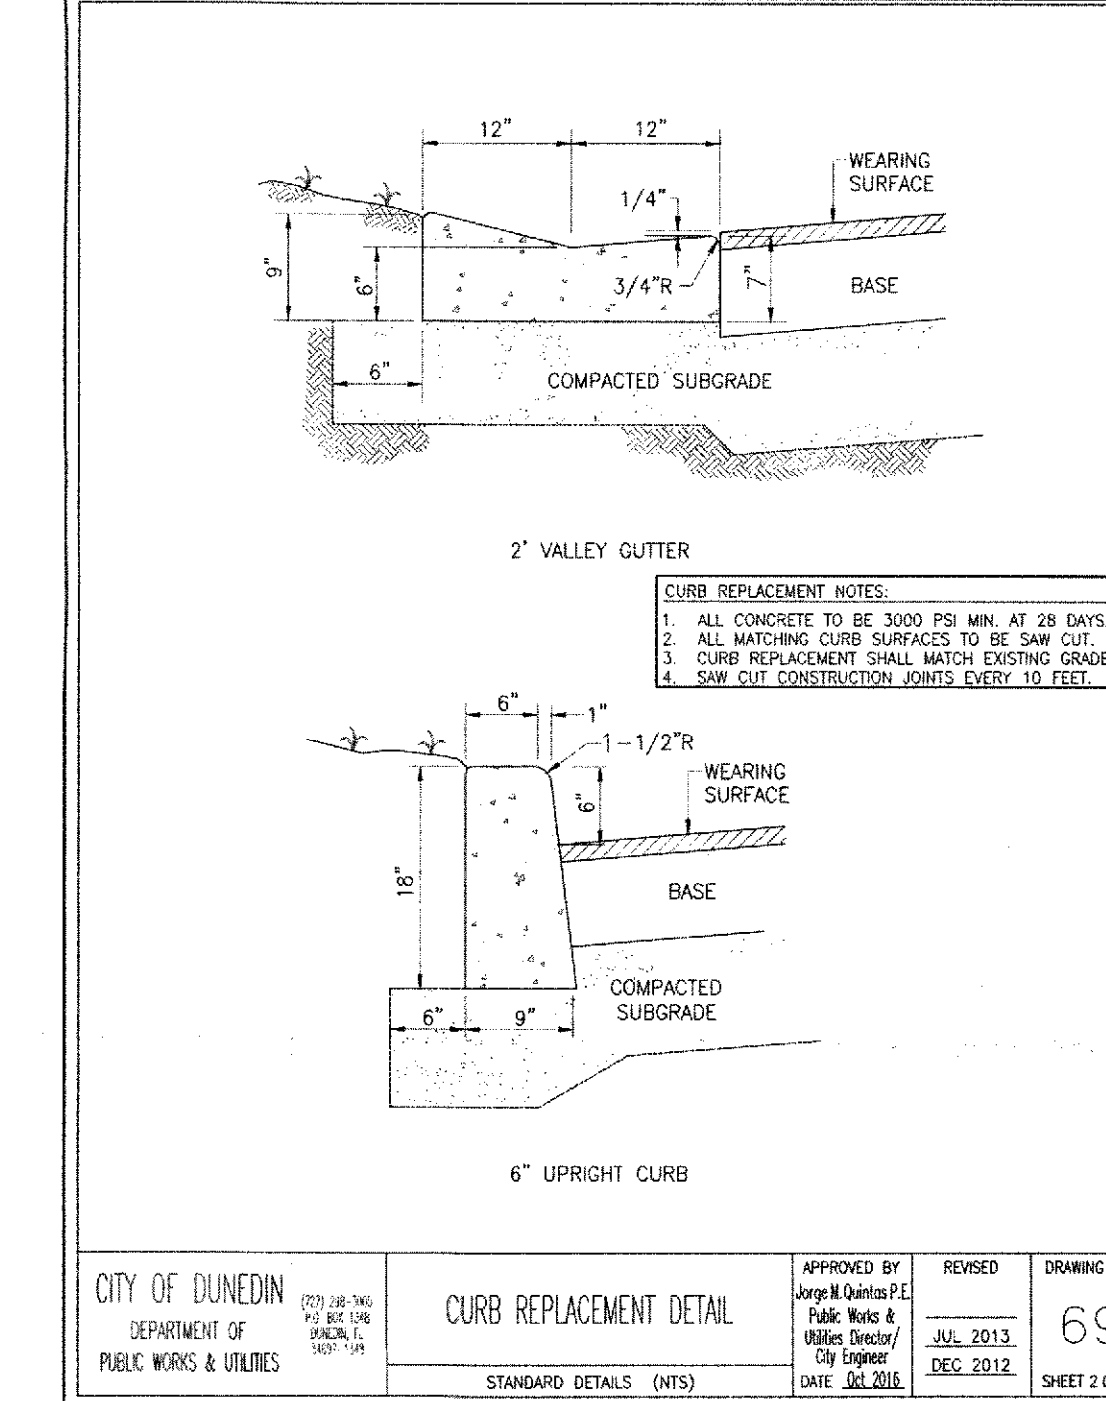 12" 12"
WEARING
SURFACE
1/4"
9"
6"
3/4"R
7"
BASE
6"
COMPACTED SUBGRADE
2' VALLEY GUTTER
CURB REPLACEMENT NOTES:
1. ALL CONCRETE TO BE 3000 PSI MIN. AT 28 DAYS
2. ALL MATCHING CURB SURFACES TO BE SAW CUT.
3. CURB REPLACEMENT SHALL MATCH EXISTING GRADE
4. SAW CUT CONSTRUCTION JOINTS EVERY 10 FEET.
6" 1"
1-1/2"R
WEARING
SURFACE
6"
18"
BASE
COMPACTED
SUBGRADE
6" 9"
6" UPRIGHT CURB
CITY OF DUNEDIN
DEPARTMENT OF
PUBLIC WORKS & UTILITIES
P.O. BOX 1348
DUNEDIN, FL
CURB REPLACEMENT DETAIL
STANDARD DETAILS (NTS)
APPROVED BY
Jorge M. Quintas P.E.
Public Works &
Utilities Director/
City Engineer
DATE Oct 2016
REVISED
JUL 2013
DEC 2012
DRAWING
69
SHEET 2